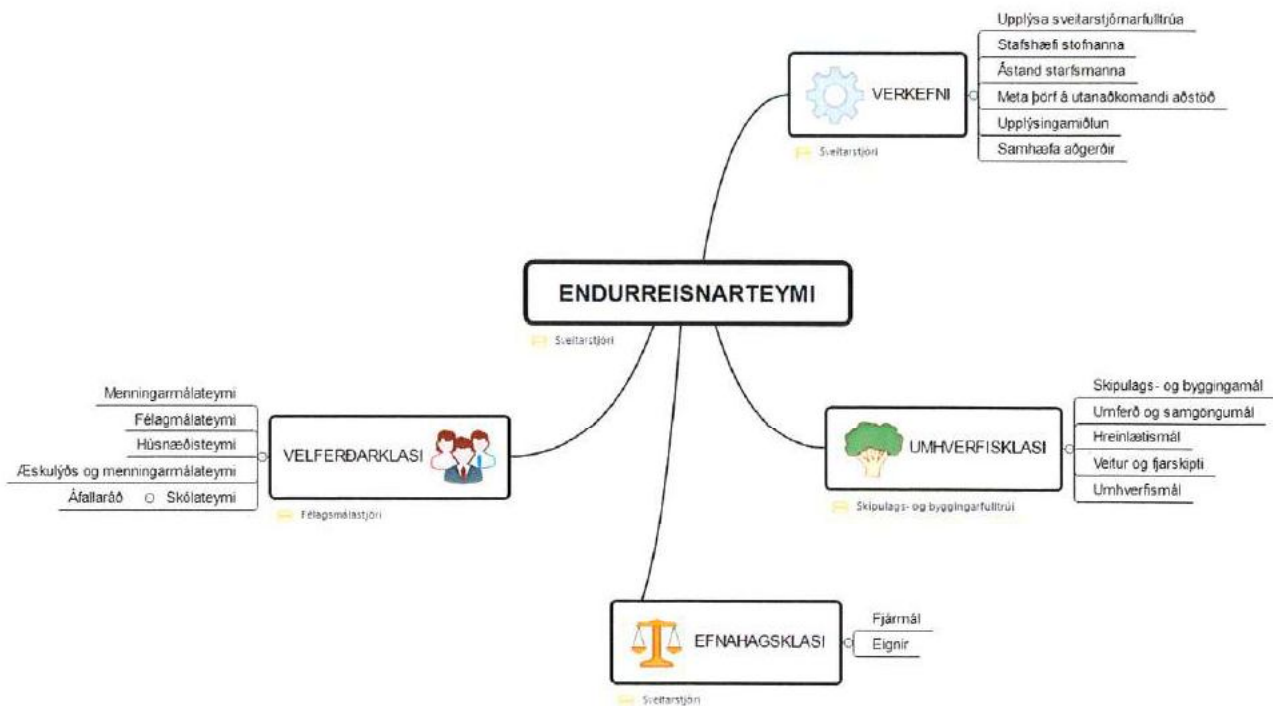 Upplýsa sveitarstjórnarfulltrúa
Stafshæfi stofnanna
Ástand starfsmanna
VERKEFNI
Meta þörf á utanaðkomandi aðstöð
Upplýsingamiðlun
Samhæfa aðgerðir
Sveitarstjóri
ENDURREISNARTEYMI
Sveitarstjóri
Menningarmálateymi
Félagmálateymi
Húsnæðisteymi
Æskulýðs og menningarmálateymi
Áfallaráð
Skólateymi
VELFERÐARKLASI
Félagsmálastjóri
UMHVERFISKLASI
Skipulags- og byggingarfulltrúi
Skipulags- og byggingamál
Umferð og samgöngumál
Hreinlætismál
Veitur og fjarskipti
Umhverfismál
EFNAHAGSKLASI
Fjármál
Eignir
Sveitarstjóri